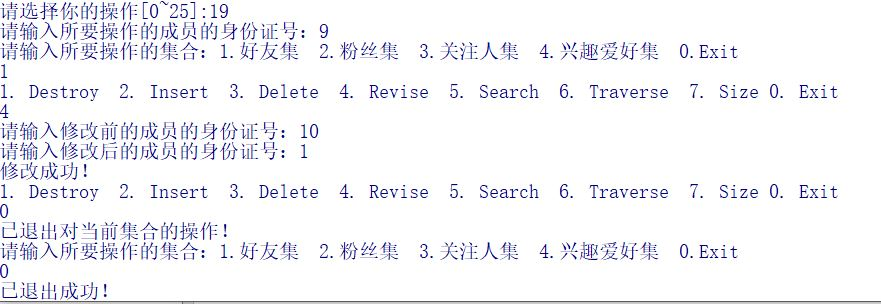 请选择你的操作[0~25]:19
请输入所要操作的成员的身份证号：9
请输入所要操作的集合：1.好友集  2.粉丝集  3.关注人集  4.兴趣爱好集  0.Exit
1
1. Destroy  2. Insert  3. Delete  4. Revise  5. Search  6. Traverse  7. Size 0. Exit
4
请输入修改前的成员的身份证号：10
请输入修改后的成员的身份证号：1
修改成功！
1. Destroy  2. Insert  3. Delete  4. Revise  5. Search  6. Traverse  7. Size 0. Exit
0
已退出对当前集合的操作！
请输入所要操作的集合：1.好友集  2.粉丝集  3.关注人集  4.兴趣爱好集  0.Exit
0
已退出成功！